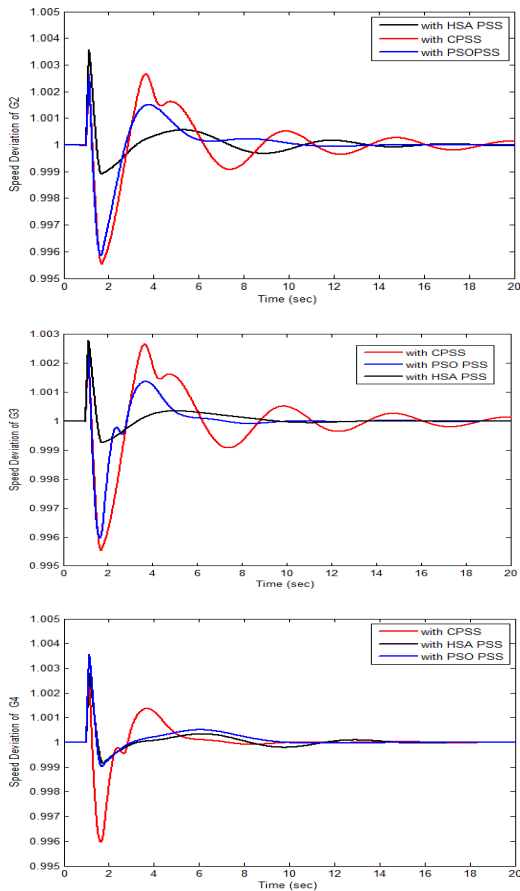 1.005
1.004
1.003
1.002
1.001
1
0.999
0.998
0.997
0.996
0.995
Speed Deviation of G2
with HSA PSS
with CPSS
with PSOPSS
0 2 4 6 8 10 12 14 16 18 20
Time (sec)
1.003
1.002
1.001
1
0.999
0.998
0.997
0.996
0.995
Speed Deviation of G3
with CPSS
with PSO PSS
with HSA PSS
0 2 4 6 8 10 12 14 16 18 20
Time (sec)
1.005
1.004
1.003
1.002
1.001
1
0.999
0.998
0.997
0.996
0.995
Speed Deviation of G4
with CPSS
with HSA PSS
with PSO PSS
0 2 4 6 8 10 12 14 16 18 20
Time (sec)